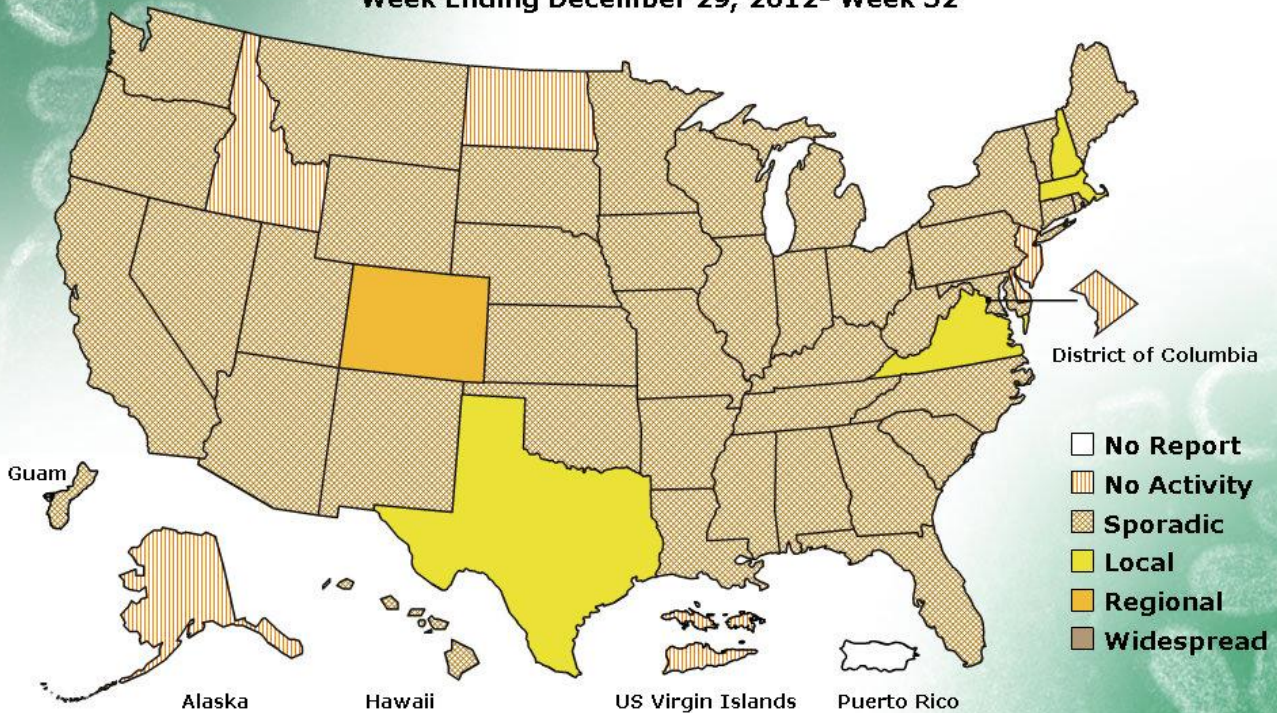 Week Ending December 29, 2012- Week 52
District of Columbia
Guam
No Report
No Activity
Sporadic
Local
Regional
Widespread
Alaska
Hawaii
US Virgin Islands
Puerto Rico